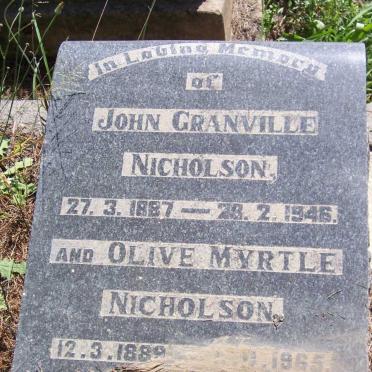 In Loving Memory
of
JOHN GRANVILLE
NICHOLSON.
27. 3. 1887 — 28. 2. 1946.
AND OLIVE MYRTLE
NICHOLSON.
12. 3. 1889 1965.